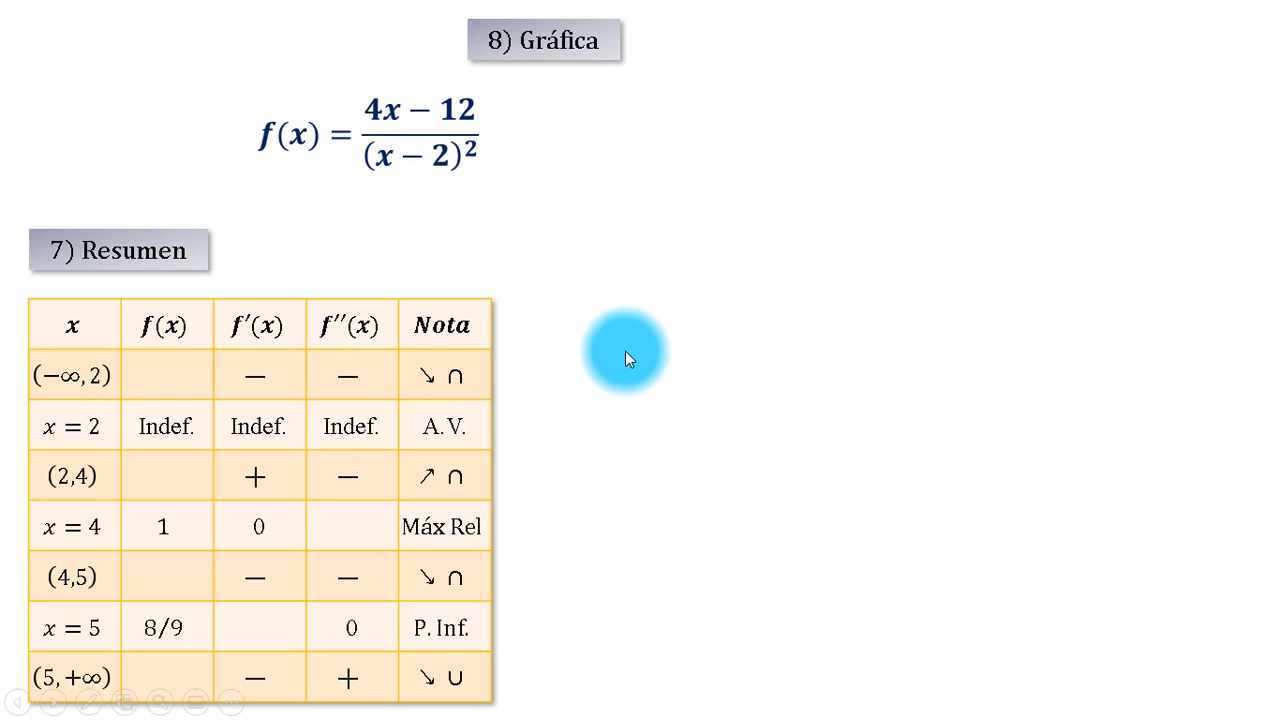 8) Gráfica
f(x) = \frac{4x − 12}{(x − 2)^2}
7) Resumen
x f(x) f′(x) f′′(x) Nota
(−∞, 2) − − ↘ ∩
x = 2 Indef. Indef. Indef. A.V.
(2,4) + − ↗ ∩
x = 4 1 0 Máx Rel
(4,5) − − ↘ ∩
x = 5 8/9 0 P. Inf.
(5, +∞) − + ↘ ∪